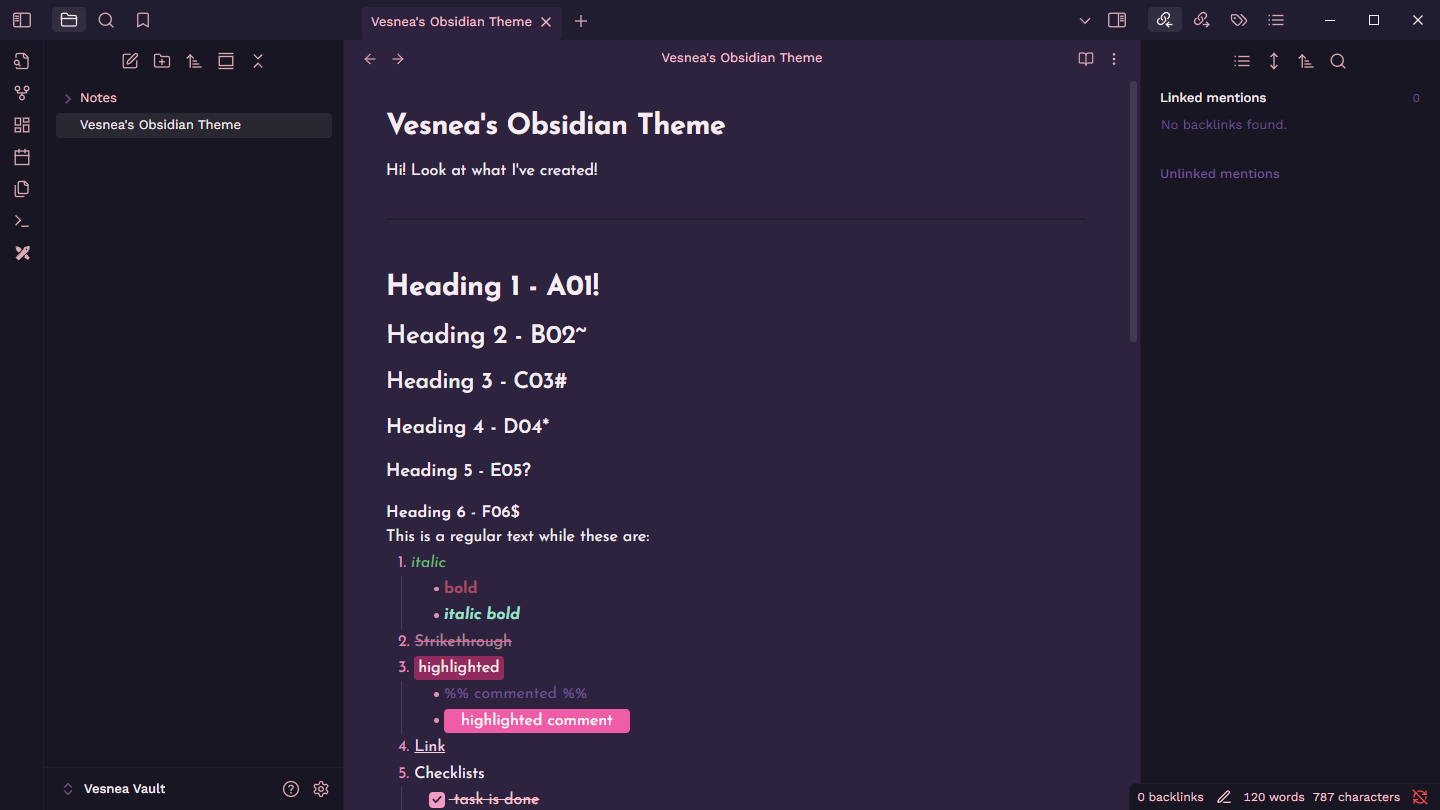 Vesnea's Obsidian Theme
Notes
Vesnea's Obsidian Theme
Vesnea Vault
Vesnea's Obsidian Theme
Vesnea's Obsidian Theme
Hi! Look at what I've created!
Heading 1 - A01!
Heading 2 - B02~
Heading 3 - C03#
Heading 4 - D04*
Heading 5 - E05?
Heading 6 - F06$
This is a regular text while these are:
1. italic
• bold
• italic bold
2. Strikethrough
3. highlighted
• %% commented %%
• highlighted comment
4. Link
5. Checklists
task is done
Linked mentions 0
No backlinks found.
Unlinked mentions
0 backlinks 120 words 787 characters